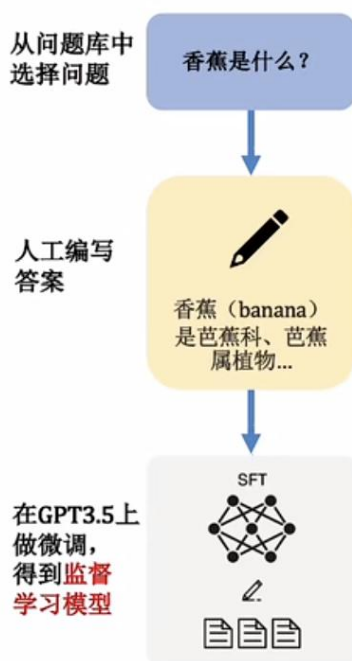 从问题库中
选择问题
香蕉是什么？
人工编写
答案
香蕉（banana）
是芭蕉科、芭蕉
属植物...
在GPT3.5上
做微调，
得到监督
学习模型
SFT